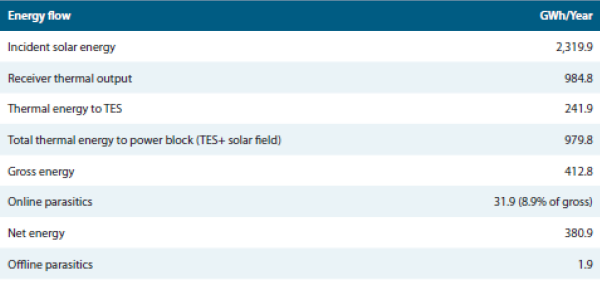 Energy flow GWh/Year
Incident solar energy 2,319.9
Receiver thermal output 984.8
Thermal energy to TES 241.9
Total thermal energy to power block (TES+ solar field) 979.8
Gross energy 412.8
Online parasitics 31.9 (8.9% of gross)
Net energy 380.9
Offline parasitics 1.9